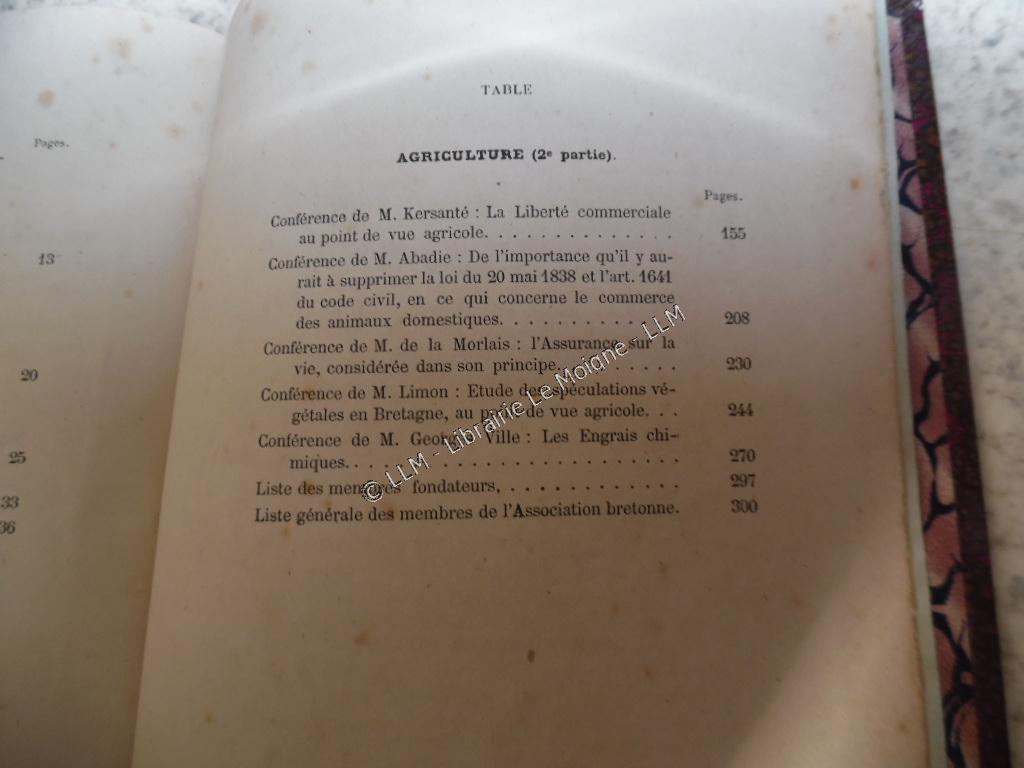 Pages.
13
20
25
33
36
TABLE
AGRICULTURE (2e partie).
Pages.
Conférence de M. Kersanté : La Liberté commerciale
au point de vue agricole. . . . . . . . . . . . . . 155
Conférence de M. Abadie : De l'importance qu'il y au-
rait à supprimer la loi du 20 mai 1838 et l'art. 1641
du code civil, en ce qui concerne le commerce
des animaux domestiques. . . . . . . . . . . 208
Conférence de M. de la Morlais : l'Assurance sur la
vie, considérée dans son principe. . . . . . . . . 230
Conférence de M. Limon : Etude des spéculations vé-
gétales en Bretagne, au point de vue agricole. . . 244
Conférence de M. Georges Ville : Les Engrais chi-
miques. . . . . . . . . . . . . . . . . . . . . . 270
Liste des membres fondateurs, . . . . . . . . . . . . . 297
Liste générale des membres de l'Association bretonne. 300
© LLM - Librairie Le Moigne - LLM